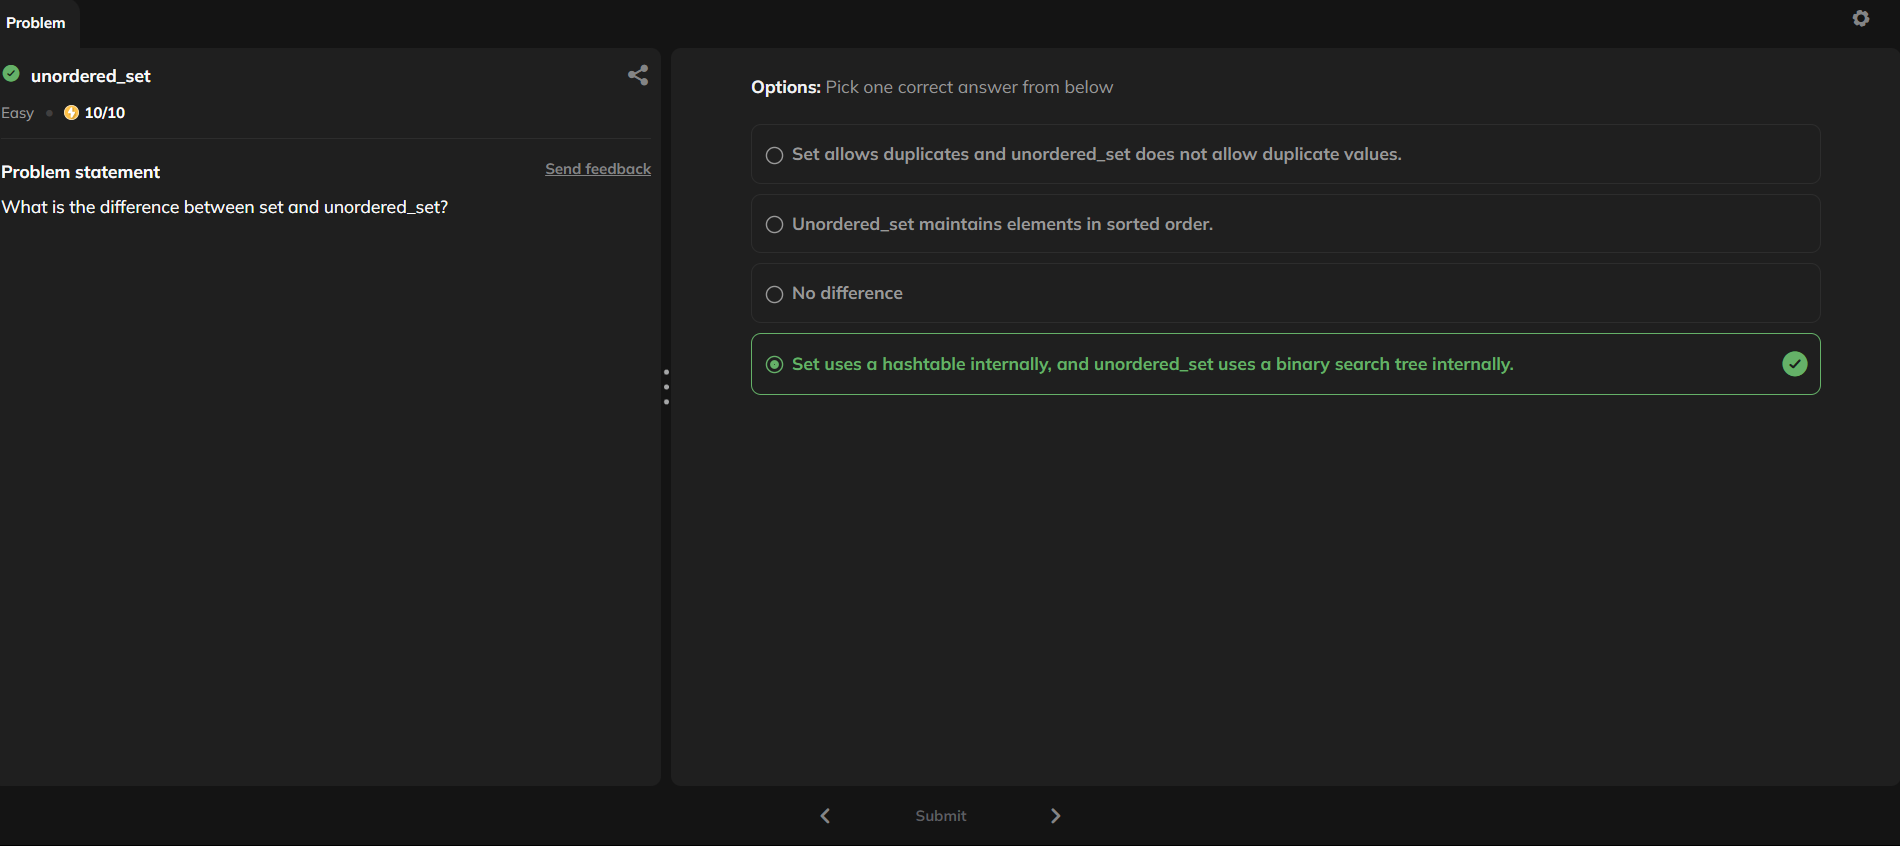 Problem
unordered_set
Easy • 10/10
Problem statement
Send feedback
What is the difference between set and unordered_set?
Options: Pick one correct answer from below
Set allows duplicates and unordered_set does not allow duplicate values.
Unordered_set maintains elements in sorted order.
No difference
Set uses a hashtable internally, and unordered_set uses a binary search tree internally.
Submit